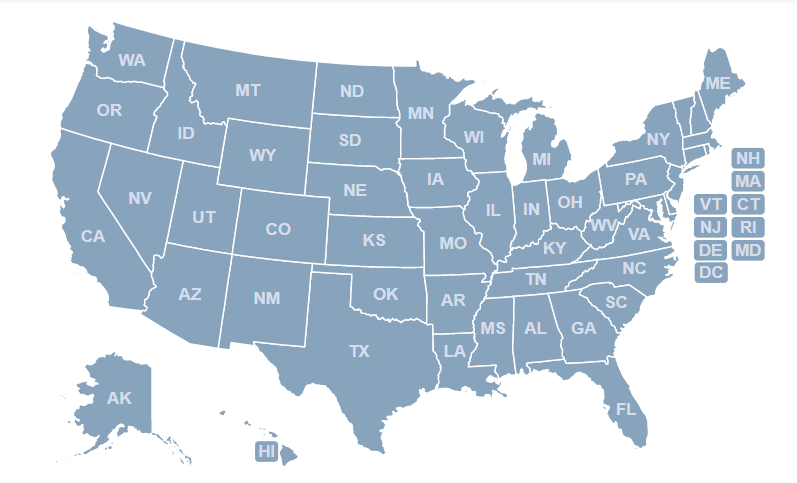 WA
ME
MT
ND
OR
MN
ID
SD
WI
NY
MI
NH
WY
IA
PA
MA
NV
NE
OH
IL
IN
VT CT
UT
CO
WV
NJ RI
CA
KS
MO
KY
VA
DE MD
NC
DC
TN
AZ
NM
OK
AR
SC
MS
AL
GA
TX
LA
AK
FL
HI